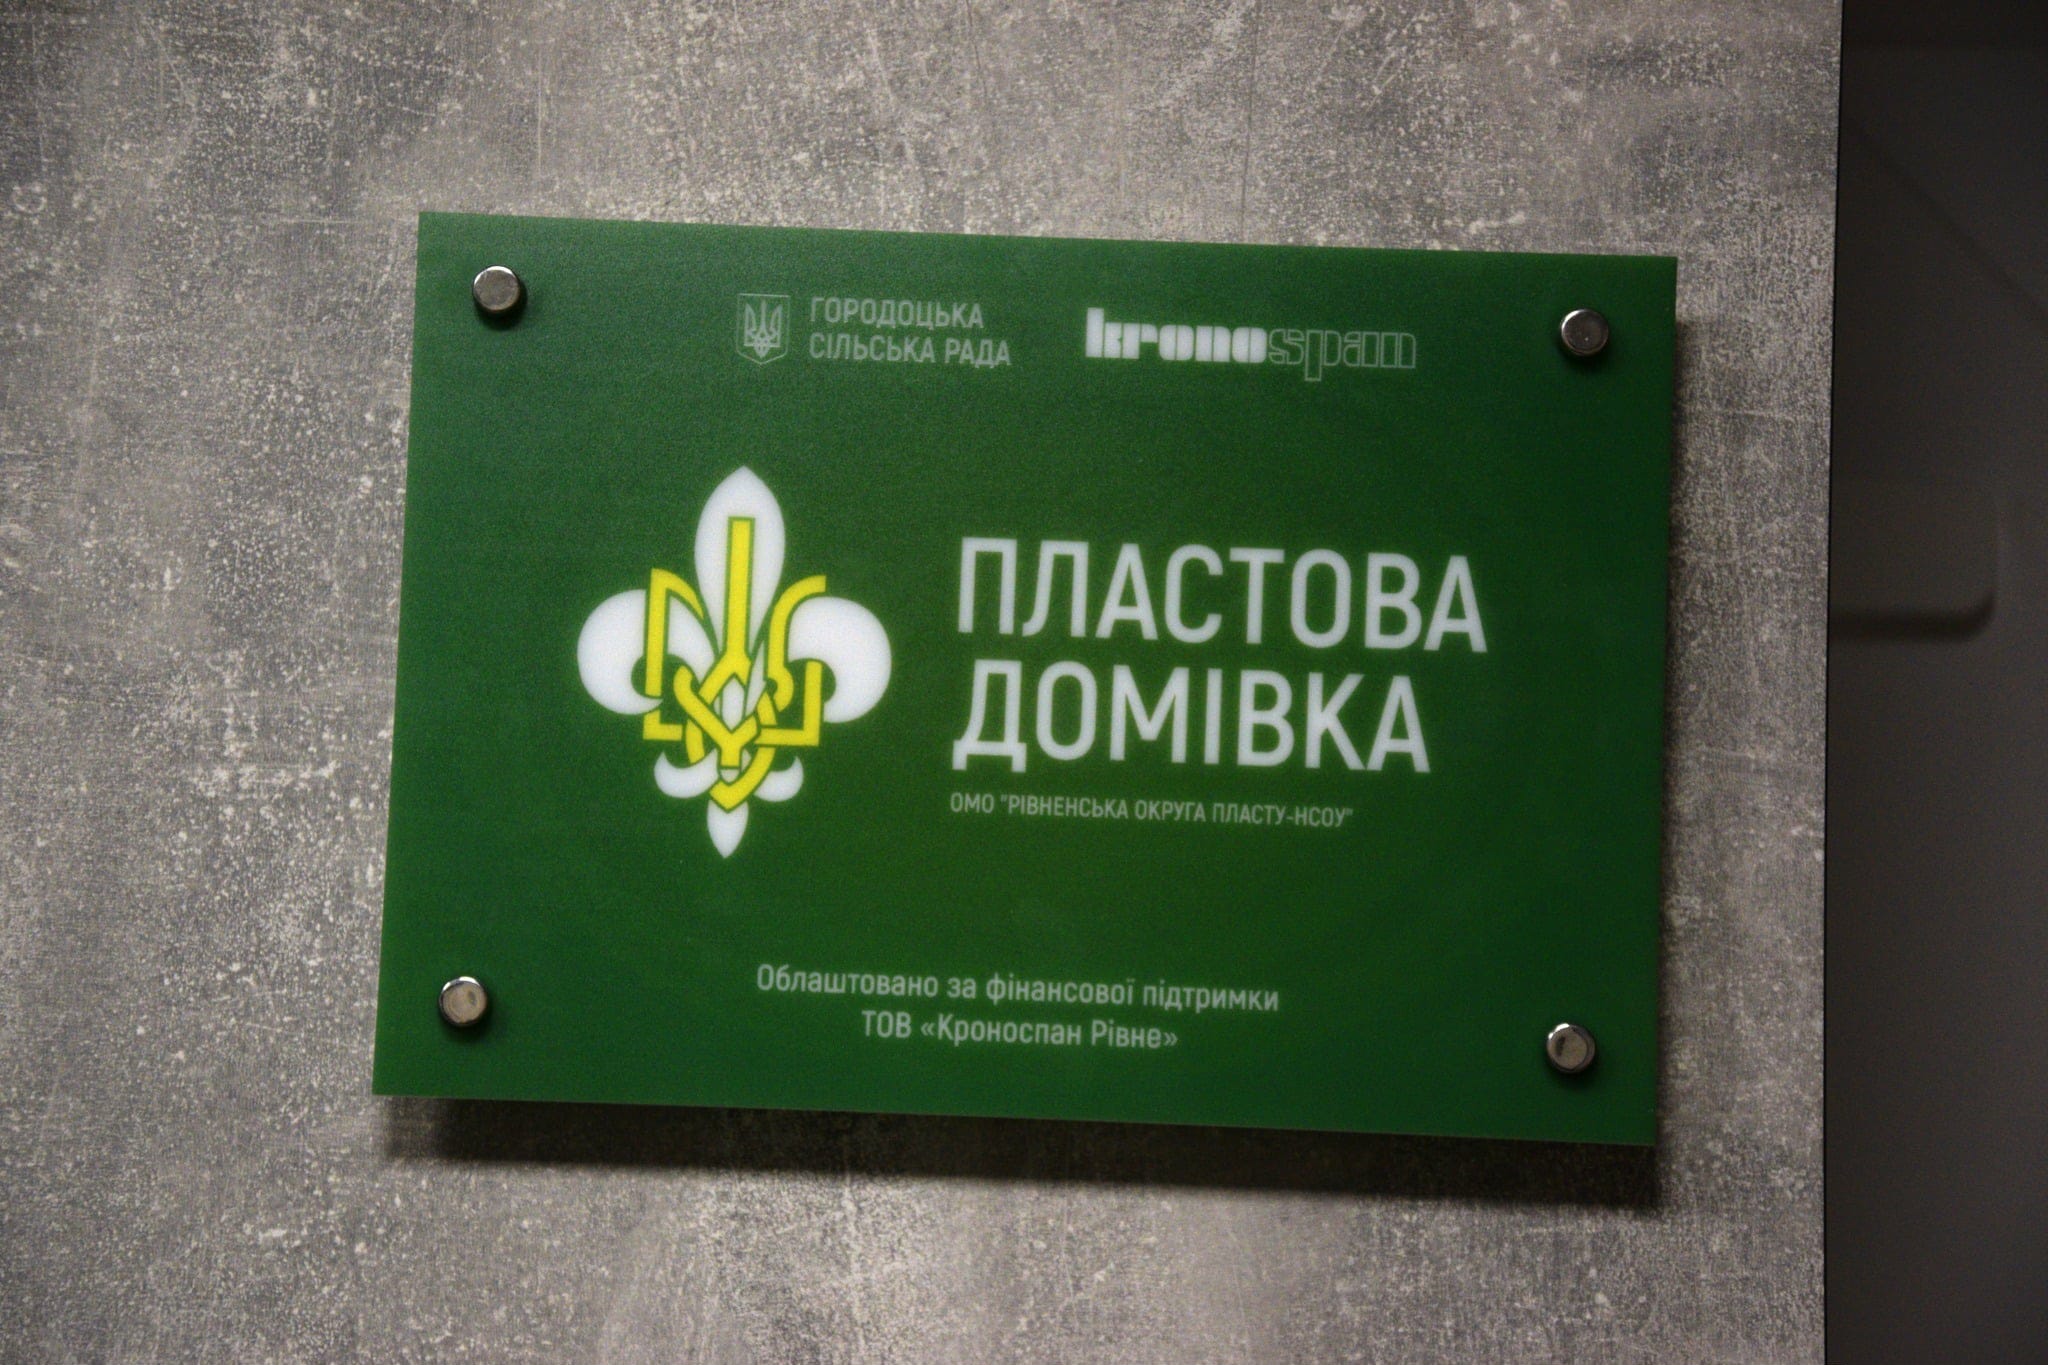 ГОРОДОЦЬКА
СІЛЬСЬКА РАДА
kronospan
ПЛАСТОВА
ДОМІВКА
ОМО "РІВНЕНСЬКА ОКРУГА ПЛАСТУ-НСОУ"
Облаштовано за фінансової підтримки
ТОВ «Кроноспан Рівне»